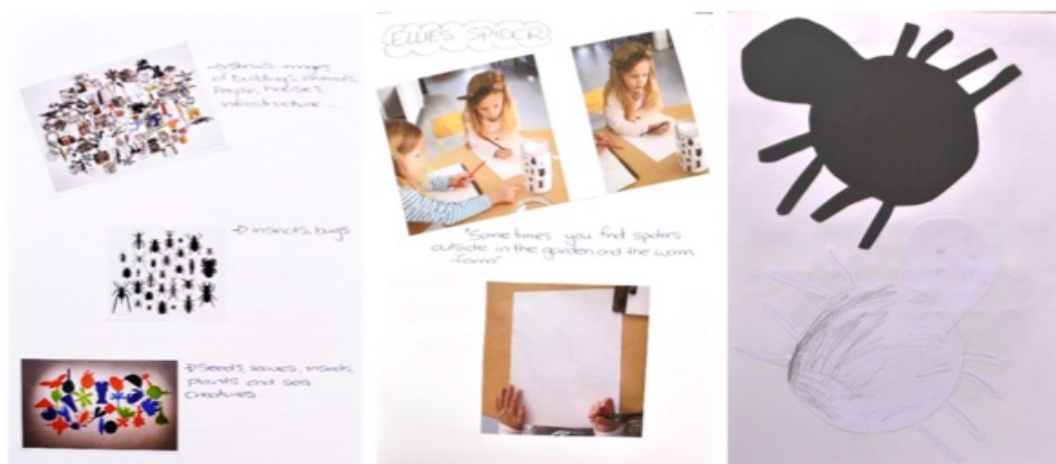 → Shows images
of buildings, animals,
people, houses,
infrastructure...
→ insects, bugs
→ Seeds, leaves, insects,
plants and sea
creatures.
ELLIE'S SPIDER
"Sometimes you find spiders
outside in the garden and the worm
farm"